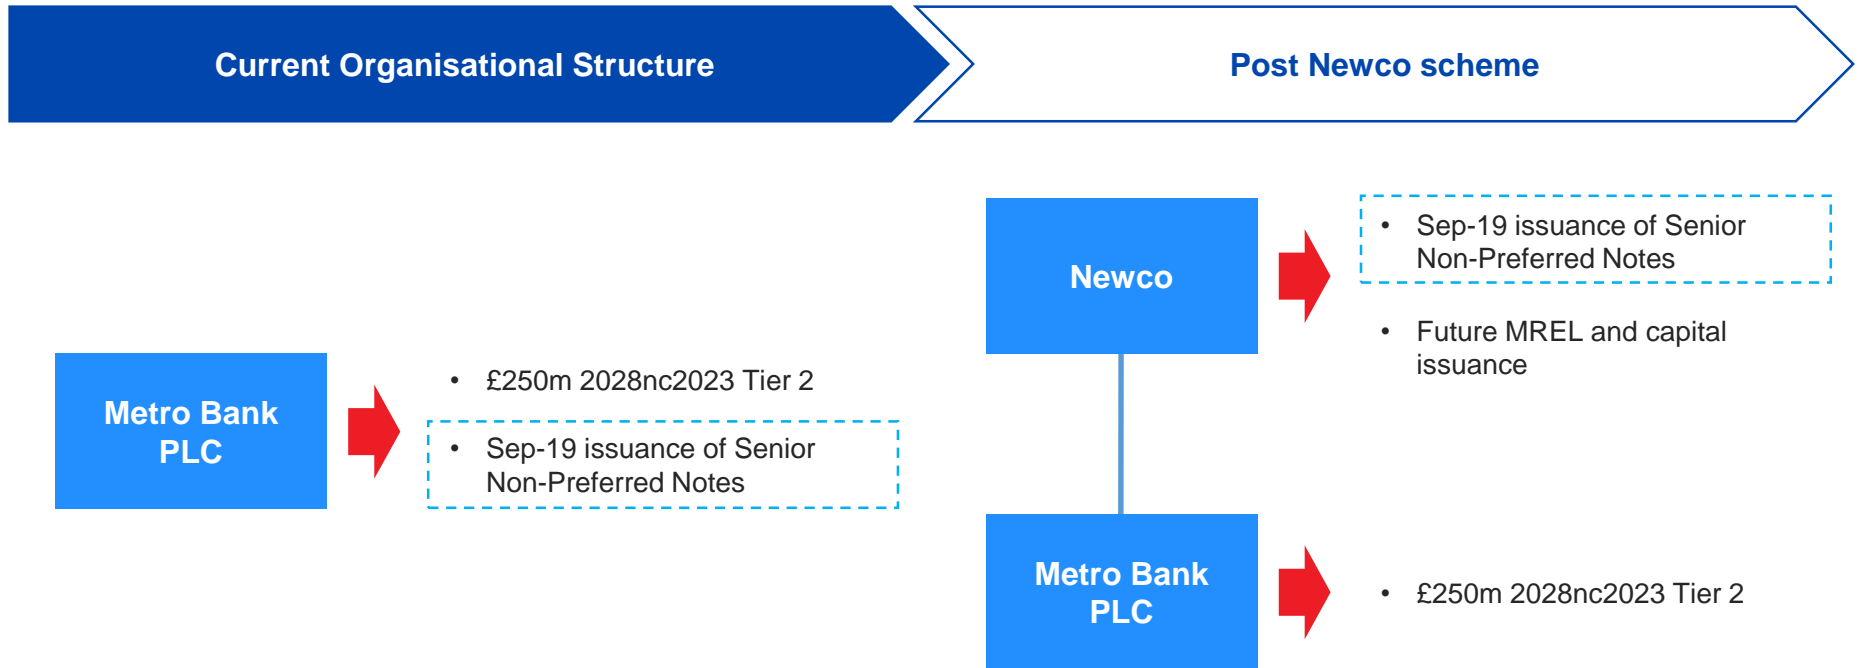 Current Organisational Structure
Post Newco scheme
Metro Bank
PLC
• £250m 2028nc2023 Tier 2
• Sep-19 issuance of Senior
Non-Preferred Notes
Newco
• Sep-19 issuance of Senior
Non-Preferred Notes
• Future MREL and capital
issuance
Metro Bank
PLC
• £250m 2028nc2023 Tier 2